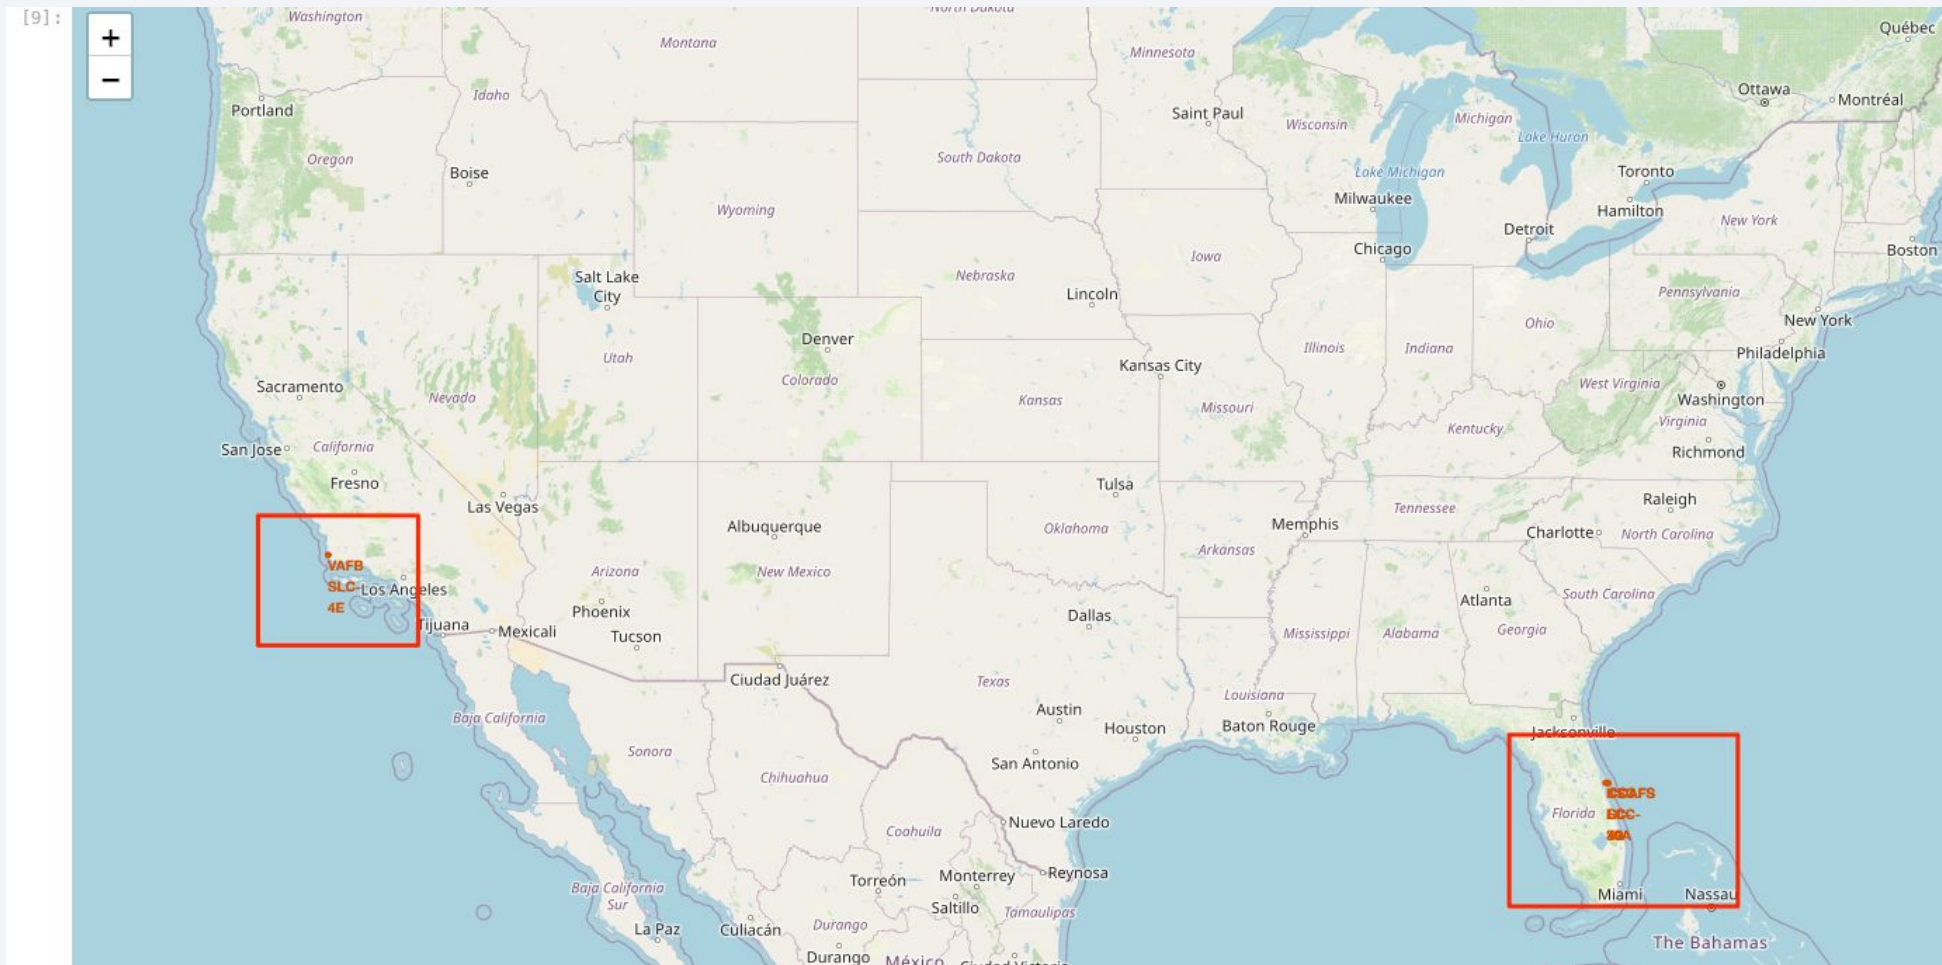 [9]:
+
−
Washington
North Dakota
Québec
Montana
Minnesota
Ottawa
Montréal
Portland
Idaho
Saint Paul
Wisconsin
Michigan
Lake Huron
Oregon
Boise
South Dakota
Lake Michigan
Toronto
Milwaukee
Hamilton
Wyoming
New York
Detroit
Chicago
Boston
Salt Lake
City
Nebraska
Iowa
Lincoln
Pennsylvania
New York
Denver
Ohio
Utah
Illinois
Indiana
Philadelphia
Kansas City
Colorado
West Virginia
Sacramento
Nevada
Kansas
Missouri
Washington
Virginia
Kentucky
San Jose
California
Richmond
Fresno
Tulsa
Las Vegas
Raleigh
Albuquerque
Oklahoma
Memphis
Tennessee
Charlotte
North Carolina
Arkansas
VAFB
SLC-
4E
Los Angeles
Arizona
New Mexico
Phoenix
Dallas
Atlanta
South Carolina
Tijuana
Mexicali
Tucson
Mississippi
Alabama
Georgia
Ciudad Juárez
Texas
Louisiana
Baja California
Austin
Houston
Baton Rouge
Jacksonville
Sonora
San Antonio
Chihuahua
Florida
Nuevo Laredo
Coahuila
Reynosa
Torreón
Monterrey
Baja California
Sur
Saltillo
Tamaulipas
Miami
Nassau
La Paz
Culiacán
Durango
The Bahamas
Durango
México
Ciudad Victoria